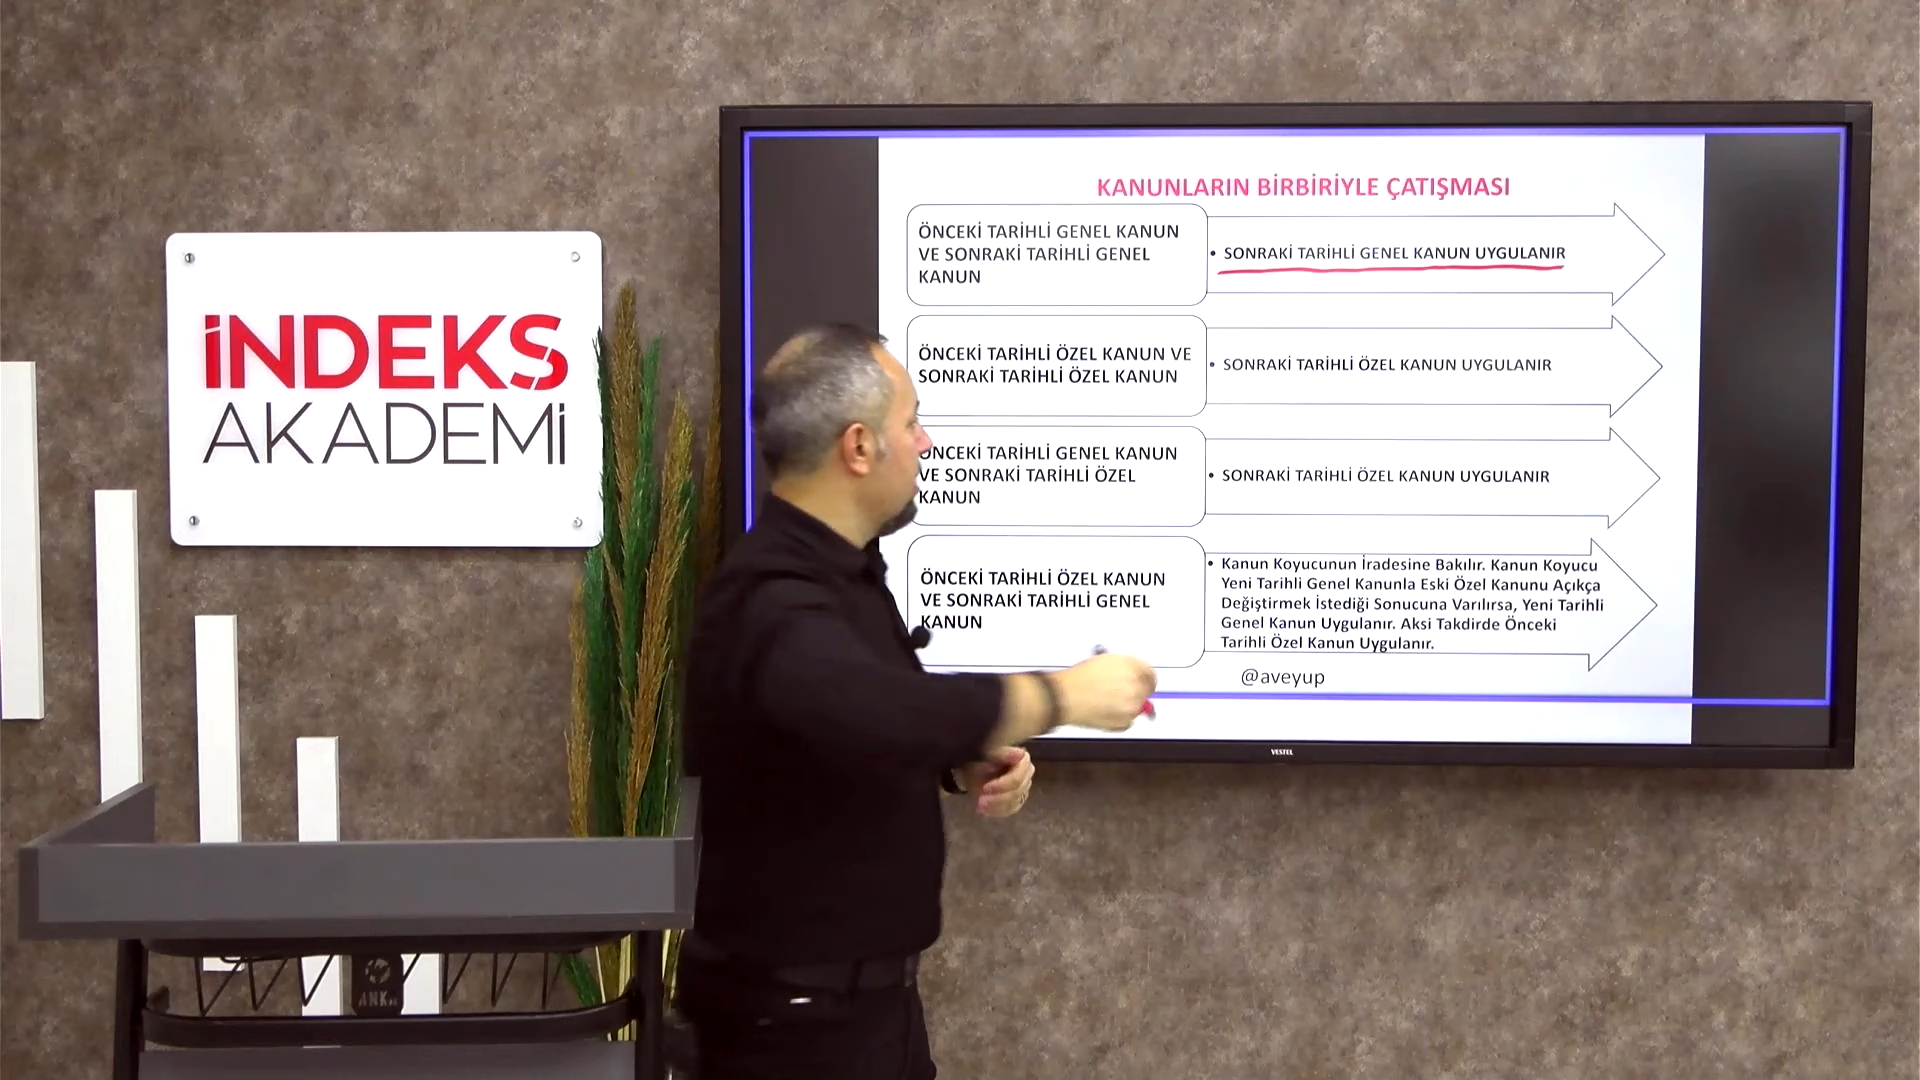 İNDEKS
AKADEMİ
KANUNLARIN BİRBİRİYLE ÇATIŞMASI
ÖNCEKİ TARİHLİ GENEL KANUN
VE SONRAKİ TARİHLİ GENEL
KANUN
• SONRAKİ TARİHLİ GENEL KANUN UYGULANIR
ÖNCEKİ TARİHLİ ÖZEL KANUN VE
SONRAKİ TARİHLİ ÖZEL KANUN
• SONRAKİ TARİHLİ ÖZEL KANUN UYGULANIR
ÖNCEKİ TARİHLİ GENEL KANUN
VE SONRAKİ TARİHLİ ÖZEL
KANUN
• SONRAKİ TARİHLİ ÖZEL KANUN UYGULANIR
ÖNCEKİ TARİHLİ ÖZEL KANUN
VE SONRAKİ TARİHLİ GENEL
KANUN
• Kanun Koyucunun İradesine Bakılır. Kanun Koyucu
Yeni Tarihli Genel Kanunla Eski Özel Kanunu Açıkça
Değiştirmek İstediği Sonucuna Varılırsa, Yeni Tarihli
Genel Kanun Uygulanır. Aksi Takdirde Önceki
Tarihli Özel Kanun Uygulanır.
@aveyup
VESTEL
ANKA